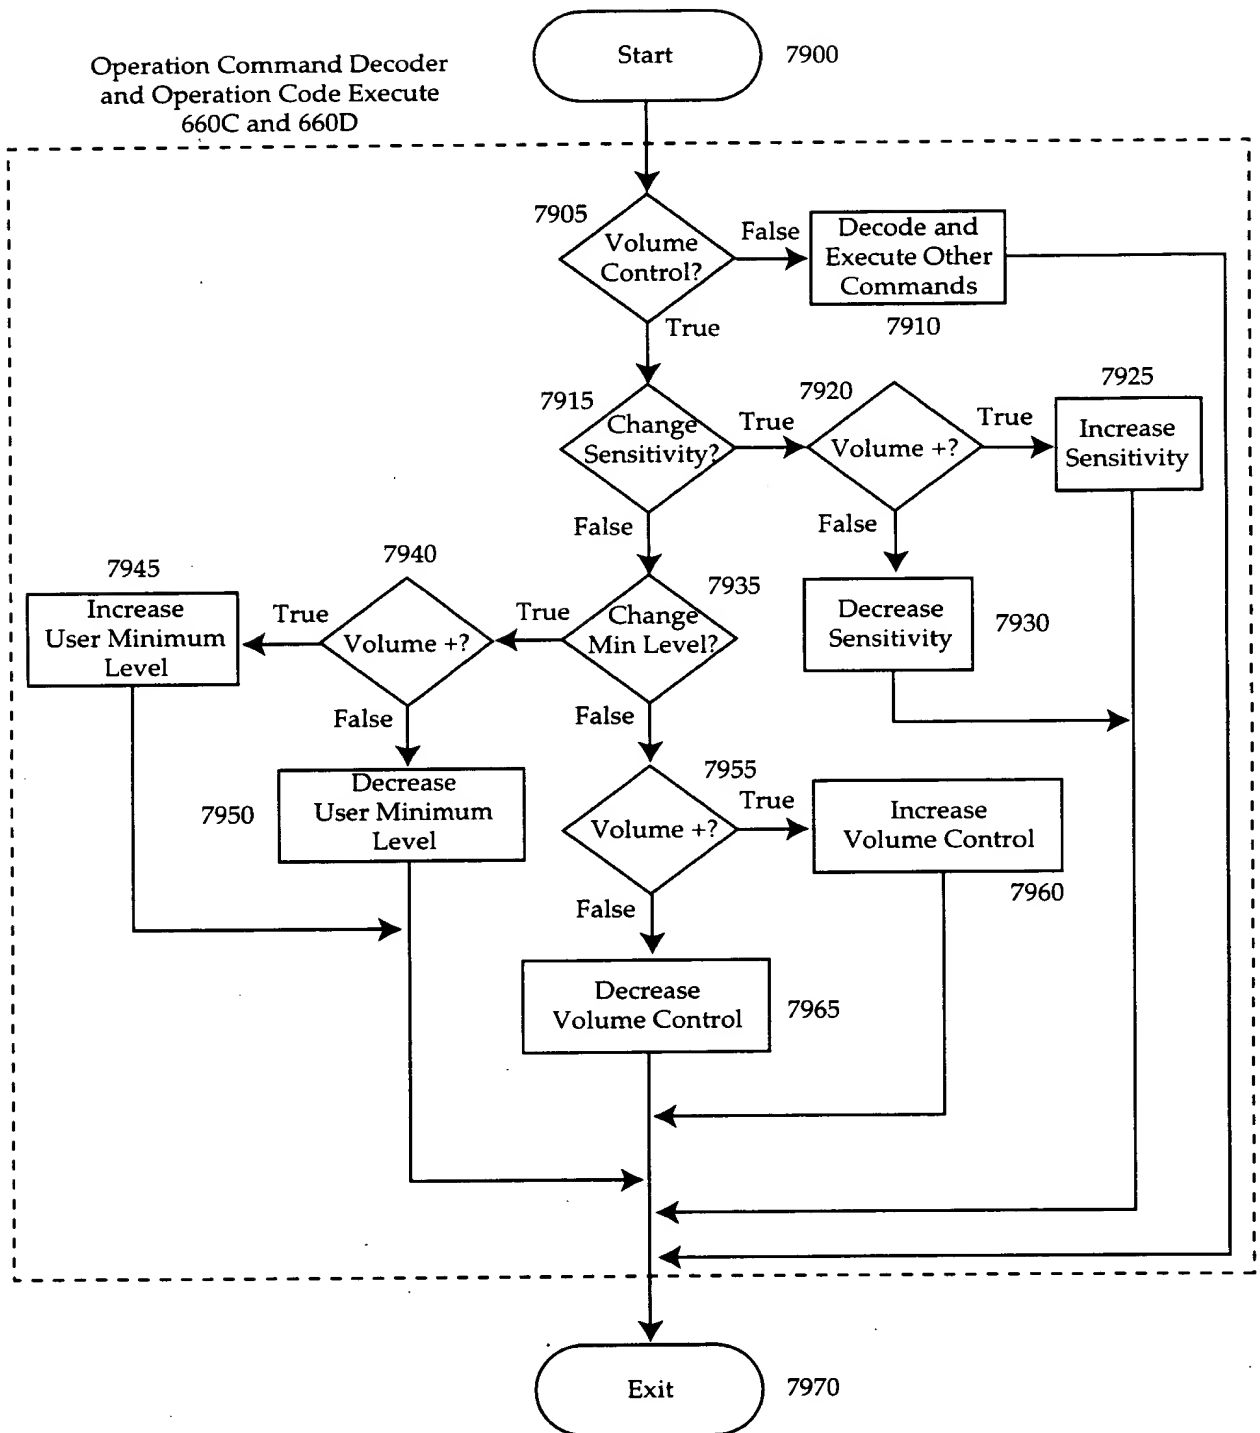 Start
7900
Operation Command Decoder
and Operation Code Execute
660C and 660D
7905
Volume
Control?
False
Decode and
Execute Other
Commands
7910
True
7915
Change
Sensitivity?
True
7920
Volume +?
True
7925
Increase
Sensitivity
False
False
7930
Decrease
Sensitivity
7935
Change
Min Level?
True
7940
Volume +?
True
7945
Increase
User Minimum
Level
False
7950
Decrease
User Minimum
Level
False
7955
Volume +?
True
Increase
Volume Control
7960
False
Decrease
Volume Control
7965
Exit
7970